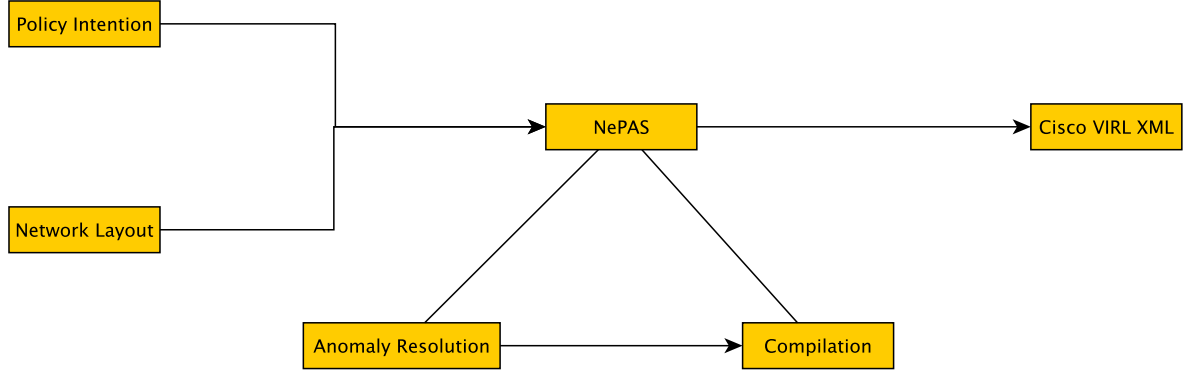 Policy Intention
NePAS
Cisco VIRL XML
Network Layout
Anomaly Resolution
Compilation